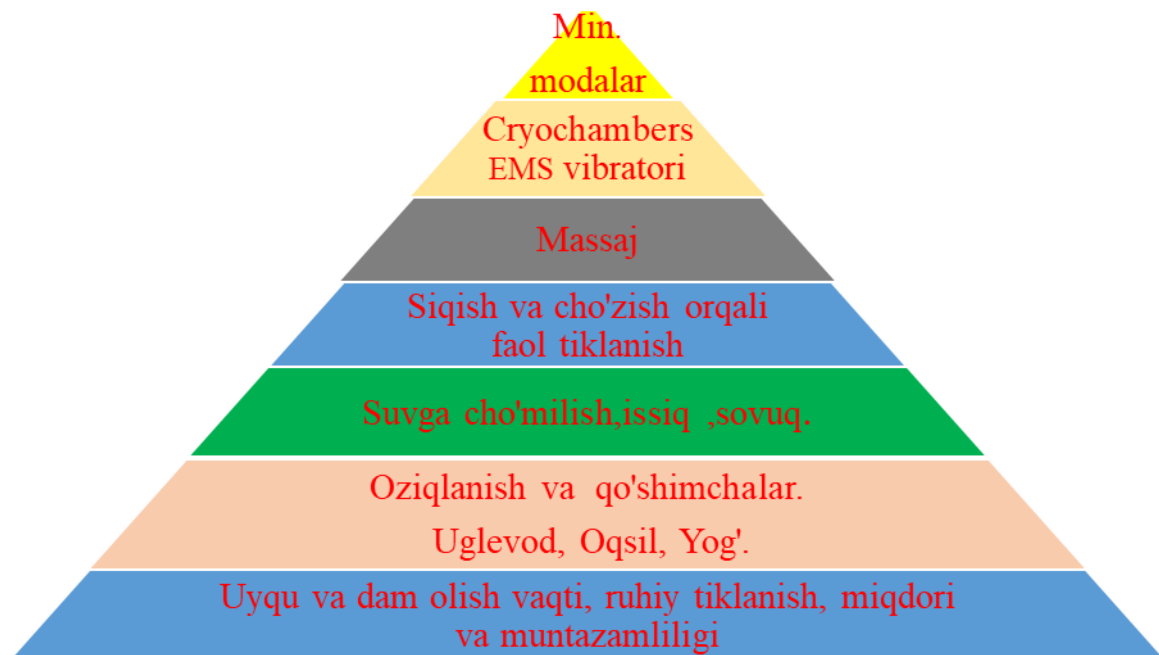 Min.
modalar
Cryochambers
EMS vibratori
Massaj
Siqish va cho'zish orqali
faol tiklanish
Suvga cho'milish,issiq ,sovuq.
Oziqlanish va qo'shimchalar.
Uglevod, Oqsil, Yog'.
Uyqu va dam olish vaqti, ruhiy tiklanish, miqdori
va muntazamliligi